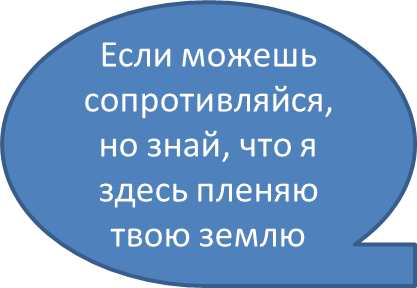 Если можешь
сопротивляйся,
но знай, что я
здесь пленяю
твою землю